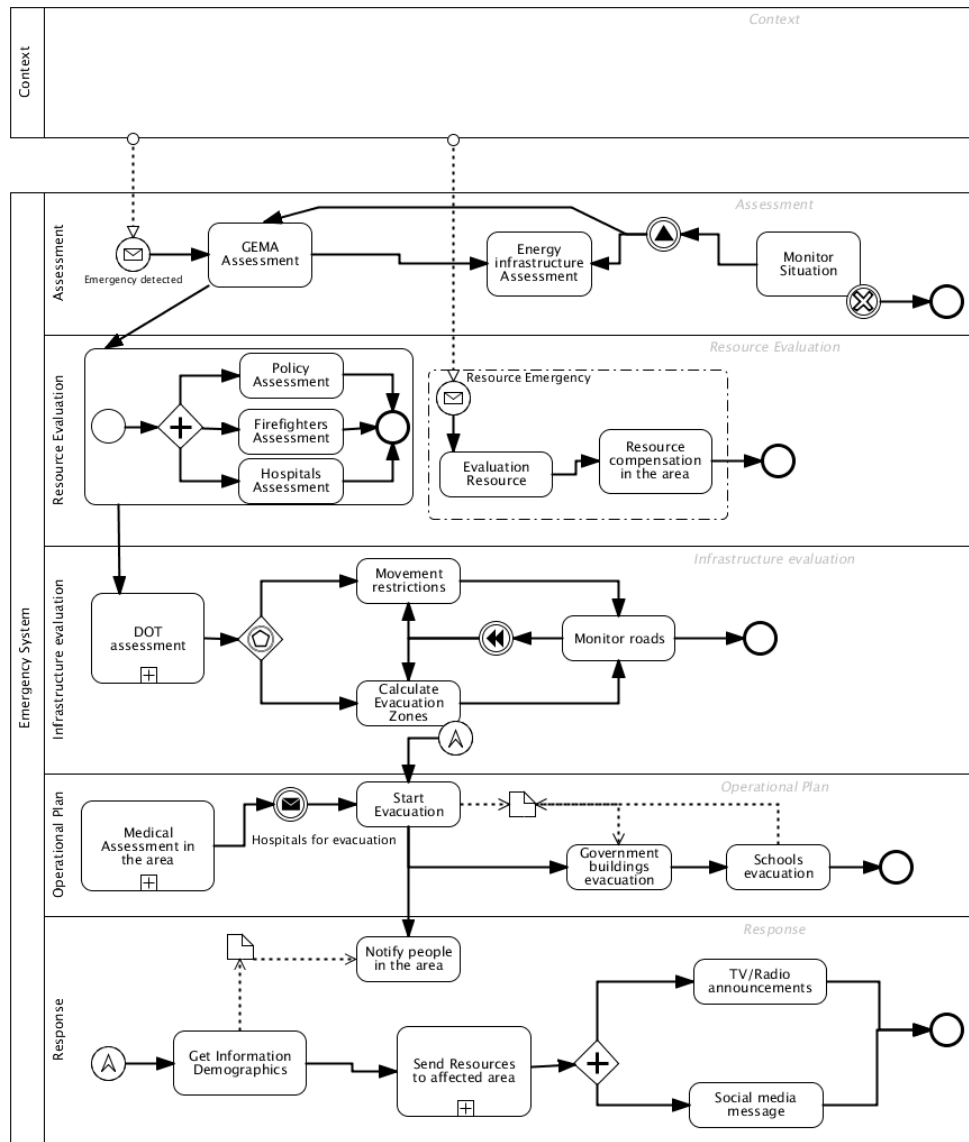 Context
Context
Emergency System
Assessment
Assessment
Emergency detected
GEMA
Assessment
Energy
infrastructure
Assessment
Monitor
Situation
Resource Evaluation
Resource Evaluation
Policy
Assessment
Firefighters
Assessment
Hospitals
Assessment
Resource Emergency
Evaluation
Resource
Resource
compensation
in the area
Infrastructure evaluation
Infrastructure evaluation
DOT
assessment
Movement
restrictions
Monitor roads
Calculate
Evacuation
Zones
Operational Plan
Operational Plan
Medical
Assessment in
the area
Hospitals for evacuation
Start
Evacuation
Government
buildings
evacuation
Schools
evacuation
Response
Response
Notify people
in the area
Get Information
Demographics
Send Resources
to affected area
TV/Radio
announcements
Social media
message